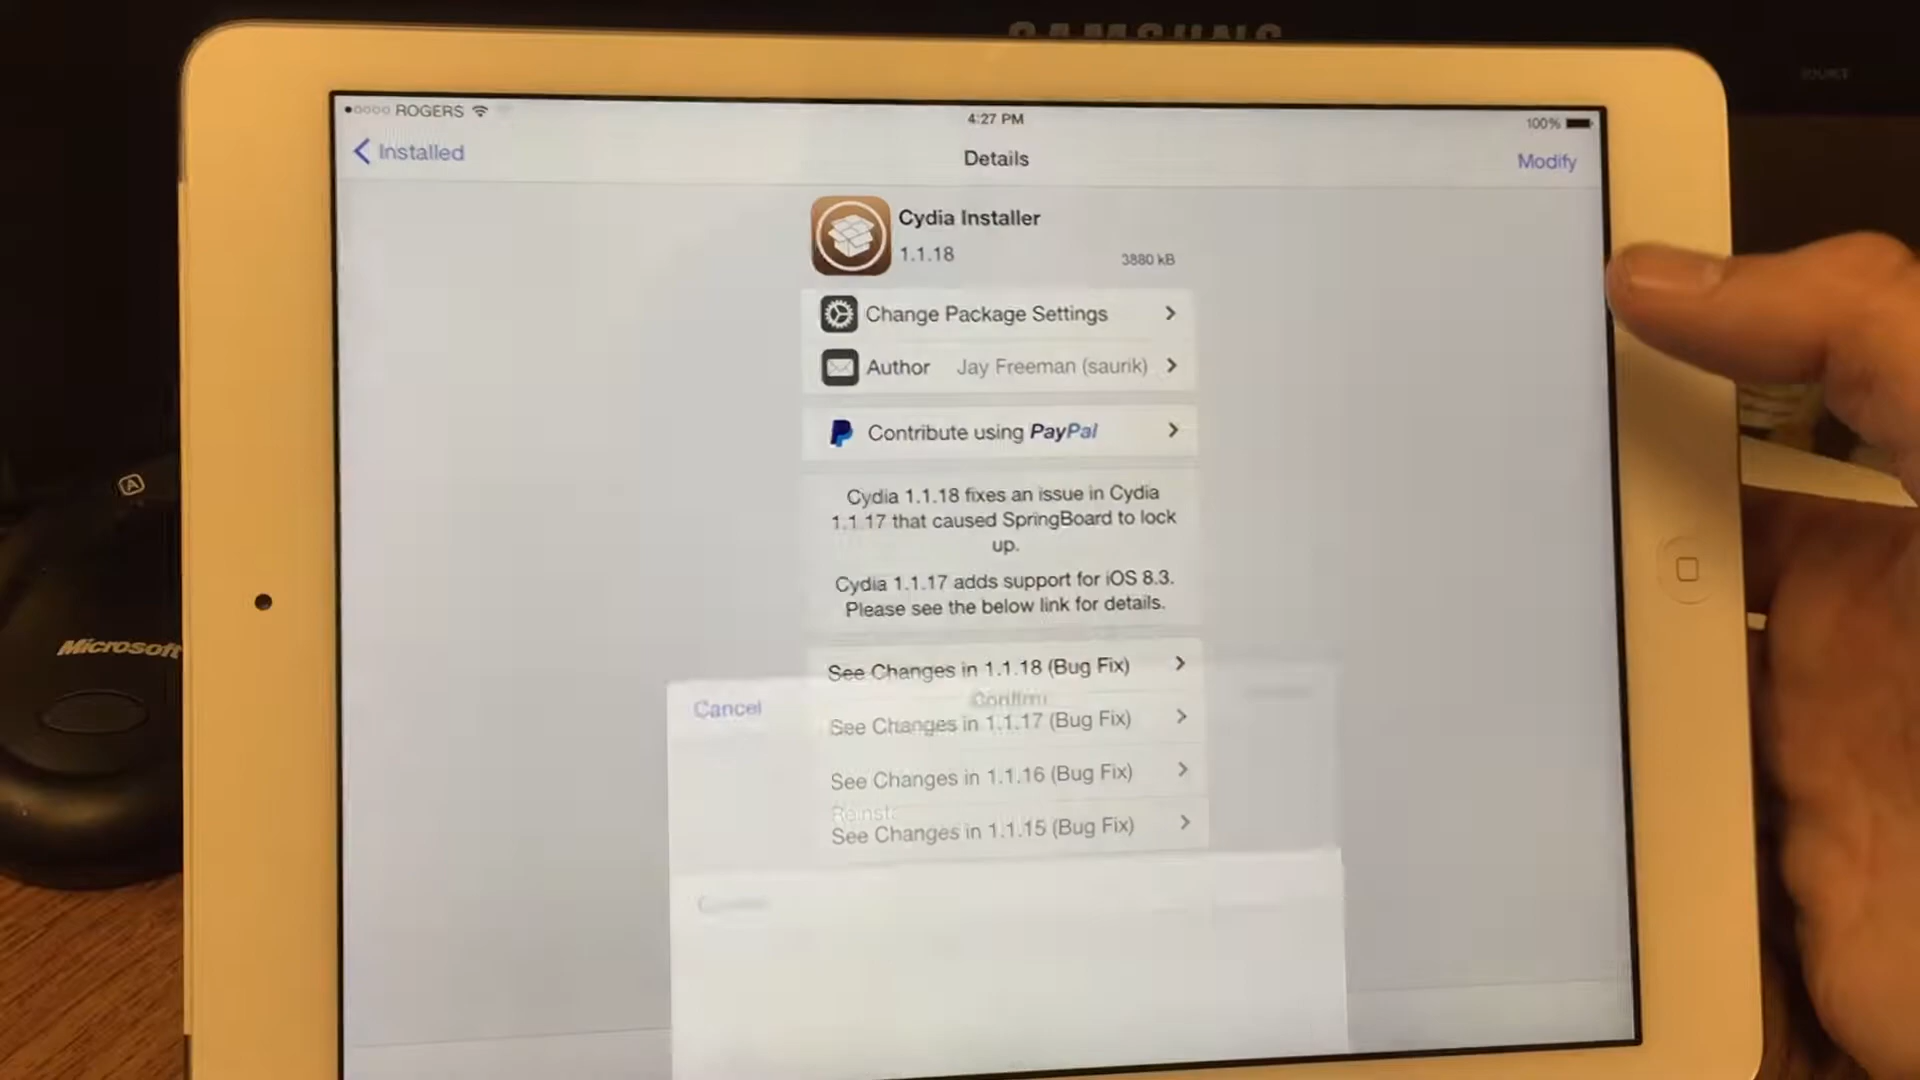 SAMSUNG
ROGERS
4:27 PM
100%
Installed
Details
Modify
Cydia Installer
1.1.18
3880 kB
Change Package Settings
Author Jay Freeman (saurik)
Contribute using PayPal
Cydia 1.1.18 fixes an issue in Cydia
1.1.17 that caused SpringBoard to lock
up.
Cydia 1.1.17 adds support for iOS 8.3.
Please see the below link for details.
See Changes in 1.1.18 (Bug Fix)
Cancel
Confirm
See Changes in 1.1.17 (Bug Fix)
See Changes in 1.1.16 (Bug Fix)
See Changes in 1.1.15 (Bug Fix)
A
Microsoft